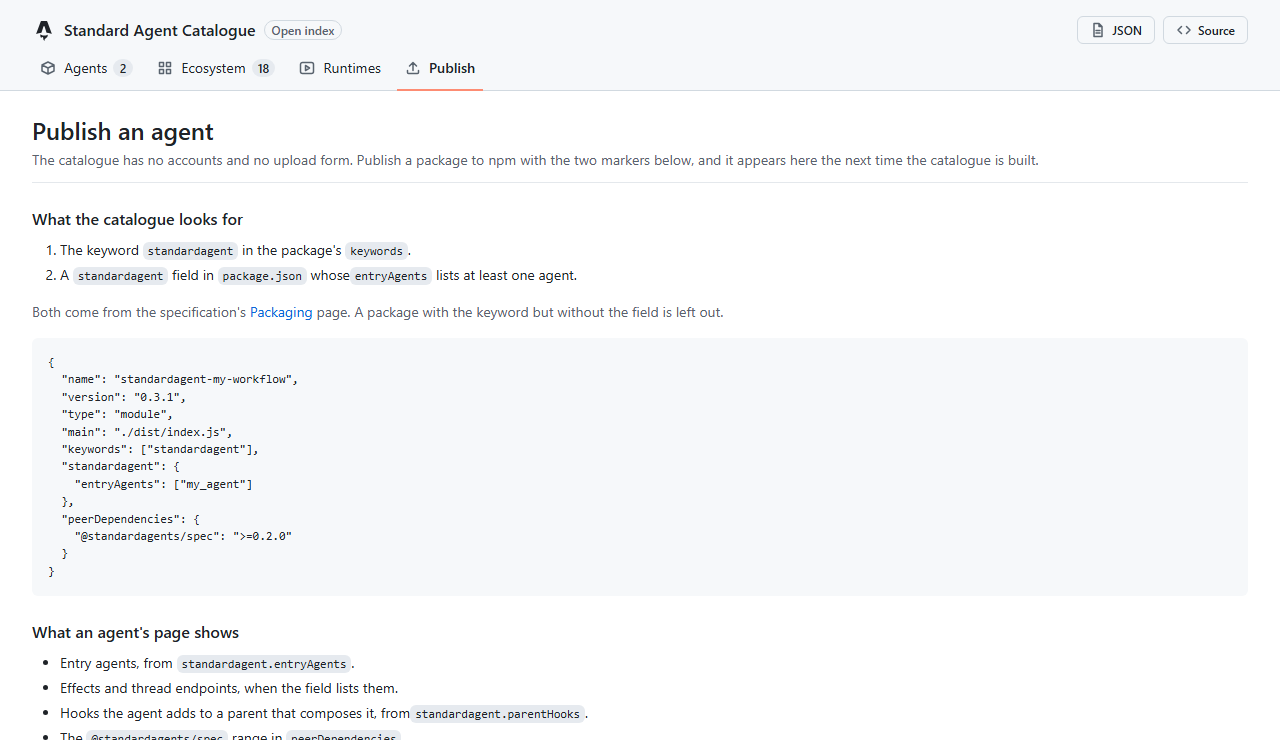 Standard Agent Catalogue Open index JSON Source
Agents 2 Ecosystem 18 Runtimes Publish
Publish an agent
The catalogue has no accounts and no upload form. Publish a package to npm with the two markers below, and it appears here the next time the catalogue is built.
What the catalogue looks for
1. The keyword standardagent in the package's keywords.
2. A standardagent field in package.json whose entryAgents lists at least one agent.
Both come from the specification's Packaging page. A package with the keyword but without the field is left out.
{
  "name": "standardagent-my-workflow",
  "version": "0.3.1",
  "type": "module",
  "main": "./dist/index.js",
  "keywords": ["standardagent"],
  "standardagent": {
    "entryAgents": ["my_agent"]
  },
  "peerDependencies": {
    "@standardagents/spec": ">=0.2.0"
  }
}
What an agent's page shows
• Entry agents, from standardagent.entryAgents.
• Effects and thread endpoints, when the field lists them.
• Hooks the agent adds to a parent that composes it, from standardagent.parentHooks.
• The @standardagents/spec range in peerDependencies